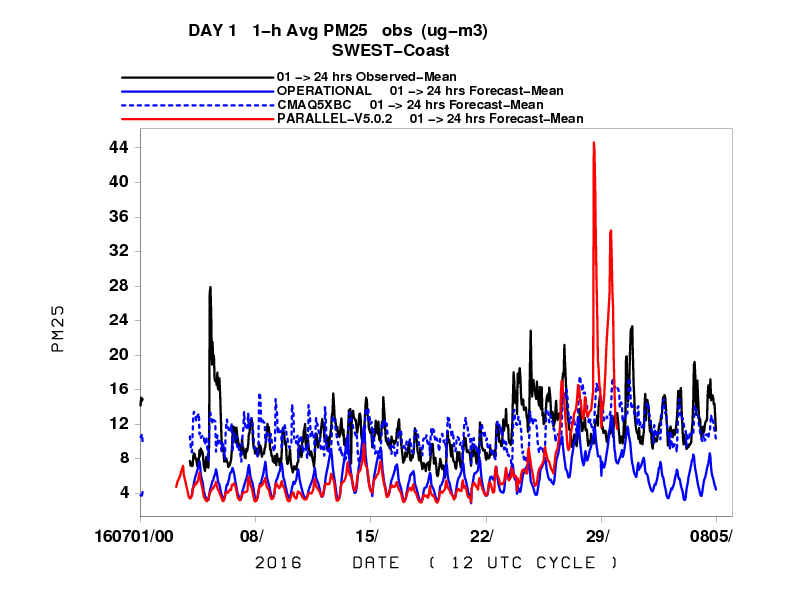 DAY 1 1-h Avg PM25 obs (ug-m3)
SWEST-Coast
01 -> 24 hrs Observed-Mean
OPERATIONAL 01 -> 24 hrs Forecast-Mean
CMAQ5XBC 01 -> 24 hrs Forecast-Mean
PARALLEL-V5.0.2 01 -> 24 hrs Forecast-Mean
44
40
36
32
28
24
20
16
12
8
4
PM25
160701/00 08/ 15/ 22/ 29/ 0805/
2016 DATE ( 12 UTC CYCLE )